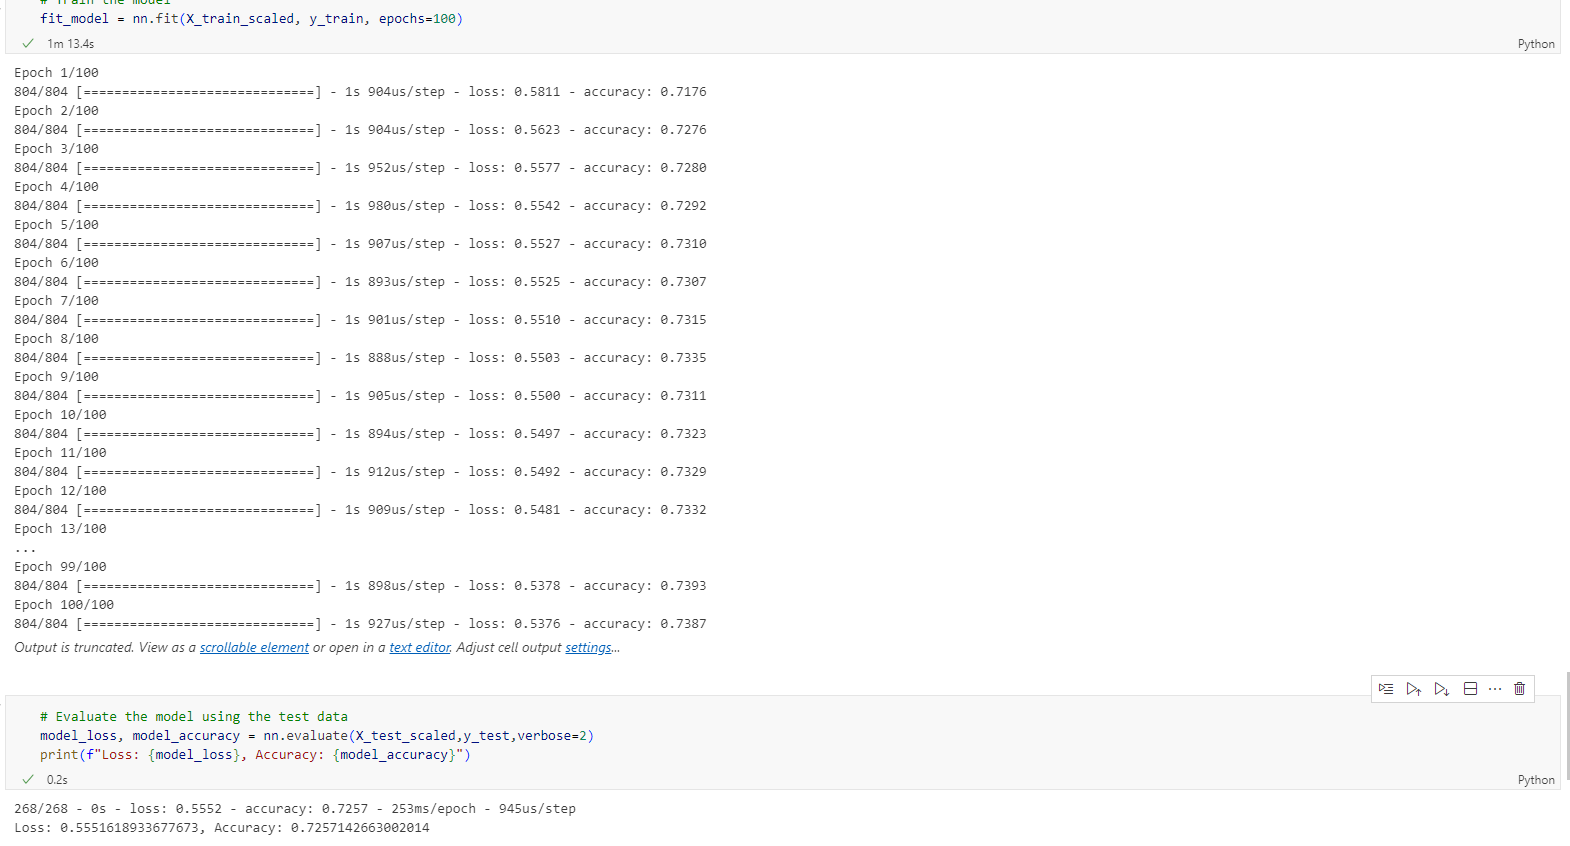 # Train the model
fit_model = nn.fit(X_train_scaled, y_train, epochs=100)
1m 13.4s
Python
Epoch 1/100
804/804 [==============================] - 1s 904us/step - loss: 0.5811 - accuracy: 0.7176
Epoch 2/100
804/804 [==============================] - 1s 904us/step - loss: 0.5623 - accuracy: 0.7276
Epoch 3/100
804/804 [==============================] - 1s 952us/step - loss: 0.5577 - accuracy: 0.7280
Epoch 4/100
804/804 [==============================] - 1s 980us/step - loss: 0.5542 - accuracy: 0.7292
Epoch 5/100
804/804 [==============================] - 1s 907us/step - loss: 0.5527 - accuracy: 0.7310
Epoch 6/100
804/804 [==============================] - 1s 893us/step - loss: 0.5525 - accuracy: 0.7307
Epoch 7/100
804/804 [==============================] - 1s 901us/step - loss: 0.5510 - accuracy: 0.7315
Epoch 8/100
804/804 [==============================] - 1s 888us/step - loss: 0.5503 - accuracy: 0.7335
Epoch 9/100
804/804 [==============================] - 1s 905us/step - loss: 0.5500 - accuracy: 0.7311
Epoch 10/100
804/804 [==============================] - 1s 894us/step - loss: 0.5497 - accuracy: 0.7323
Epoch 11/100
804/804 [==============================] - 1s 912us/step - loss: 0.5492 - accuracy: 0.7329
Epoch 12/100
804/804 [==============================] - 1s 909us/step - loss: 0.5481 - accuracy: 0.7332
Epoch 13/100
...
Epoch 99/100
804/804 [==============================] - 1s 898us/step - loss: 0.5378 - accuracy: 0.7393
Epoch 100/100
804/804 [==============================] - 1s 927us/step - loss: 0.5376 - accuracy: 0.7387
Output is truncated. View as a scrollable element or open in a text editor. Adjust cell output settings...
# Evaluate the model using the test data
model_loss, model_accuracy = nn.evaluate(X_test_scaled,y_test,verbose=2)
print(f"Loss: {model_loss}, Accuracy: {model_accuracy}")
0.2s
Python
268/268 - 0s - loss: 0.5552 - accuracy: 0.7257 - 253ms/epoch - 945us/step
Loss: 0.5551618933677673, Accuracy: 0.7257142663002014